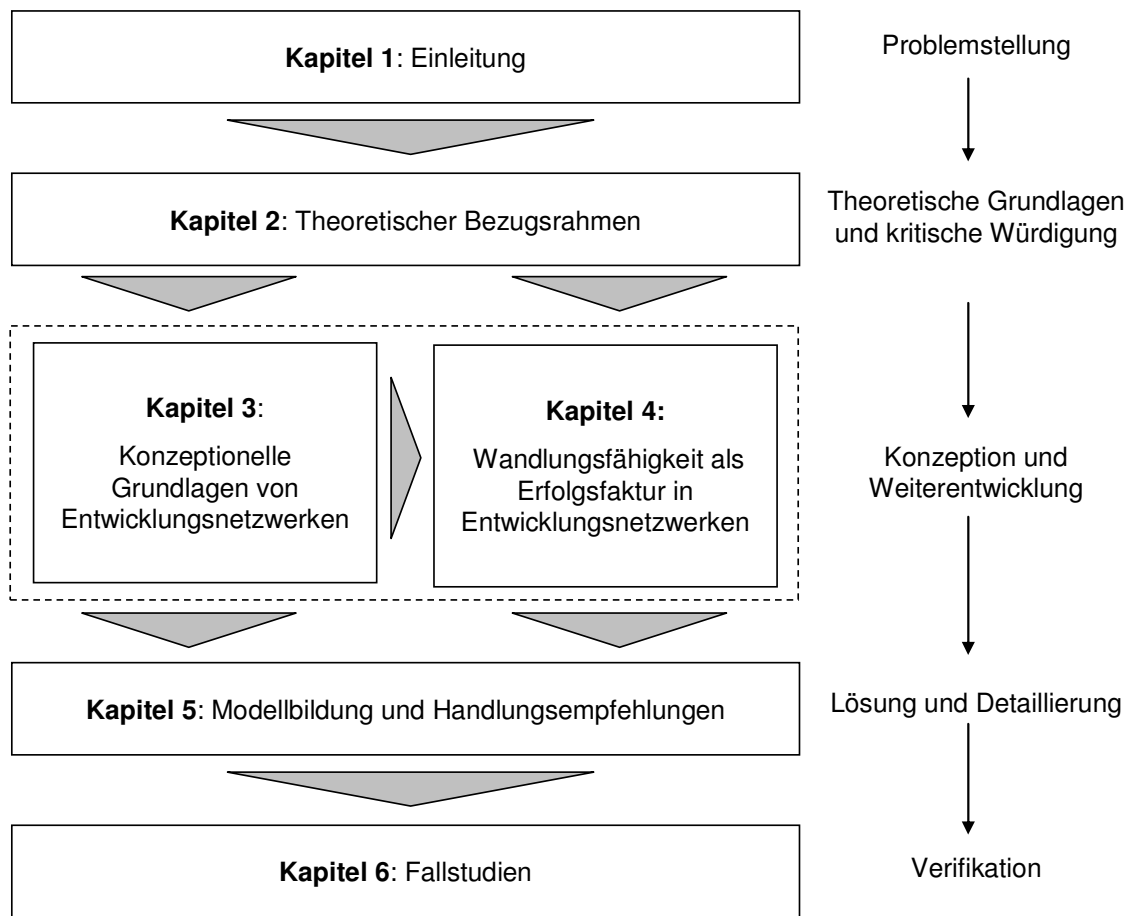 Kapitel 1: Einleitung
Problemstellung
Kapitel 2: Theoretischer Bezugsrahmen
Theoretische Grundlagen
und kritische Würdigung
Kapitel 3:
Konzeptionelle
Grundlagen von
Entwicklungsnetzwerken
Kapitel 4:
Wandlungsfähigkeit als
Erfolgsfaktur in
Entwicklungsnetzwerken
Konzeption und
Weiterentwicklung
Kapitel 5: Modellbildung und Handlungsempfehlungen
Lösung und Detaillierung
Kapitel 6: Fallstudien
Verifikation